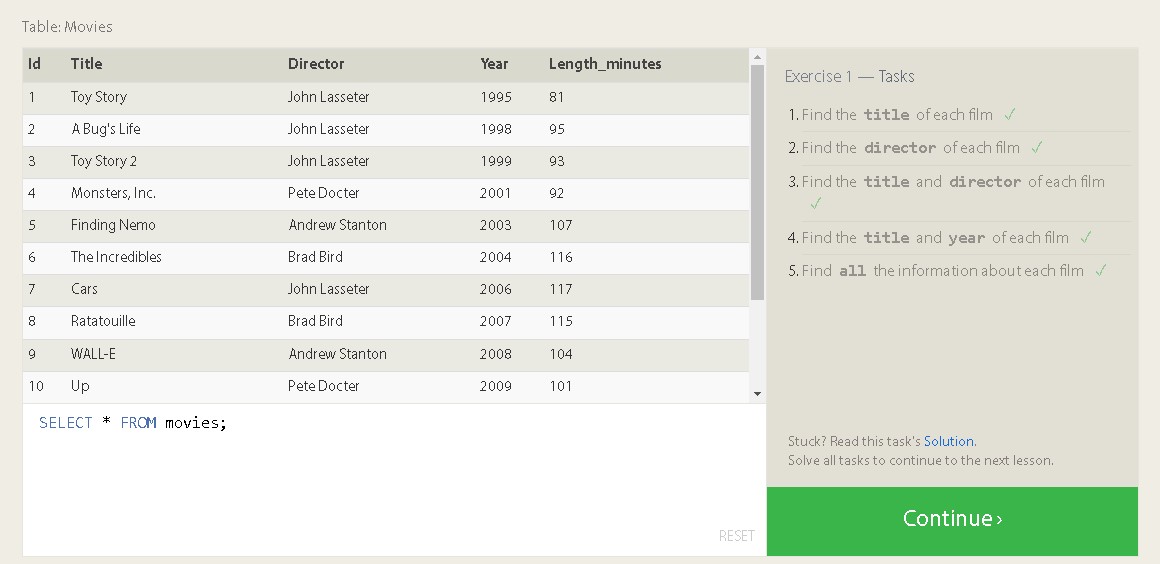 Table: Movies
Id Title Director Year Length_minutes
1 Toy Story John Lasseter 1995 81
2 A Bug's Life John Lasseter 1998 95
3 Toy Story 2 John Lasseter 1999 93
4 Monsters, Inc. Pete Docter 2001 92
5 Finding Nemo Andrew Stanton 2003 107
6 The Incredibles Brad Bird 2004 116
7 Cars John Lasseter 2006 117
8 Ratatouille Brad Bird 2007 115
9 WALL-E Andrew Stanton 2008 104
10 Up Pete Docter 2009 101
SELECT * FROM movies;
RESET
Exercise 1 — Tasks
1. Find the title of each film ✓
2. Find the director of each film ✓
3. Find the title and director of each film
✓
4. Find the title and year of each film ✓
5. Find all the information about each film ✓
Stuck? Read this task's Solution.
Solve all tasks to continue to the next lesson.
Continue ›